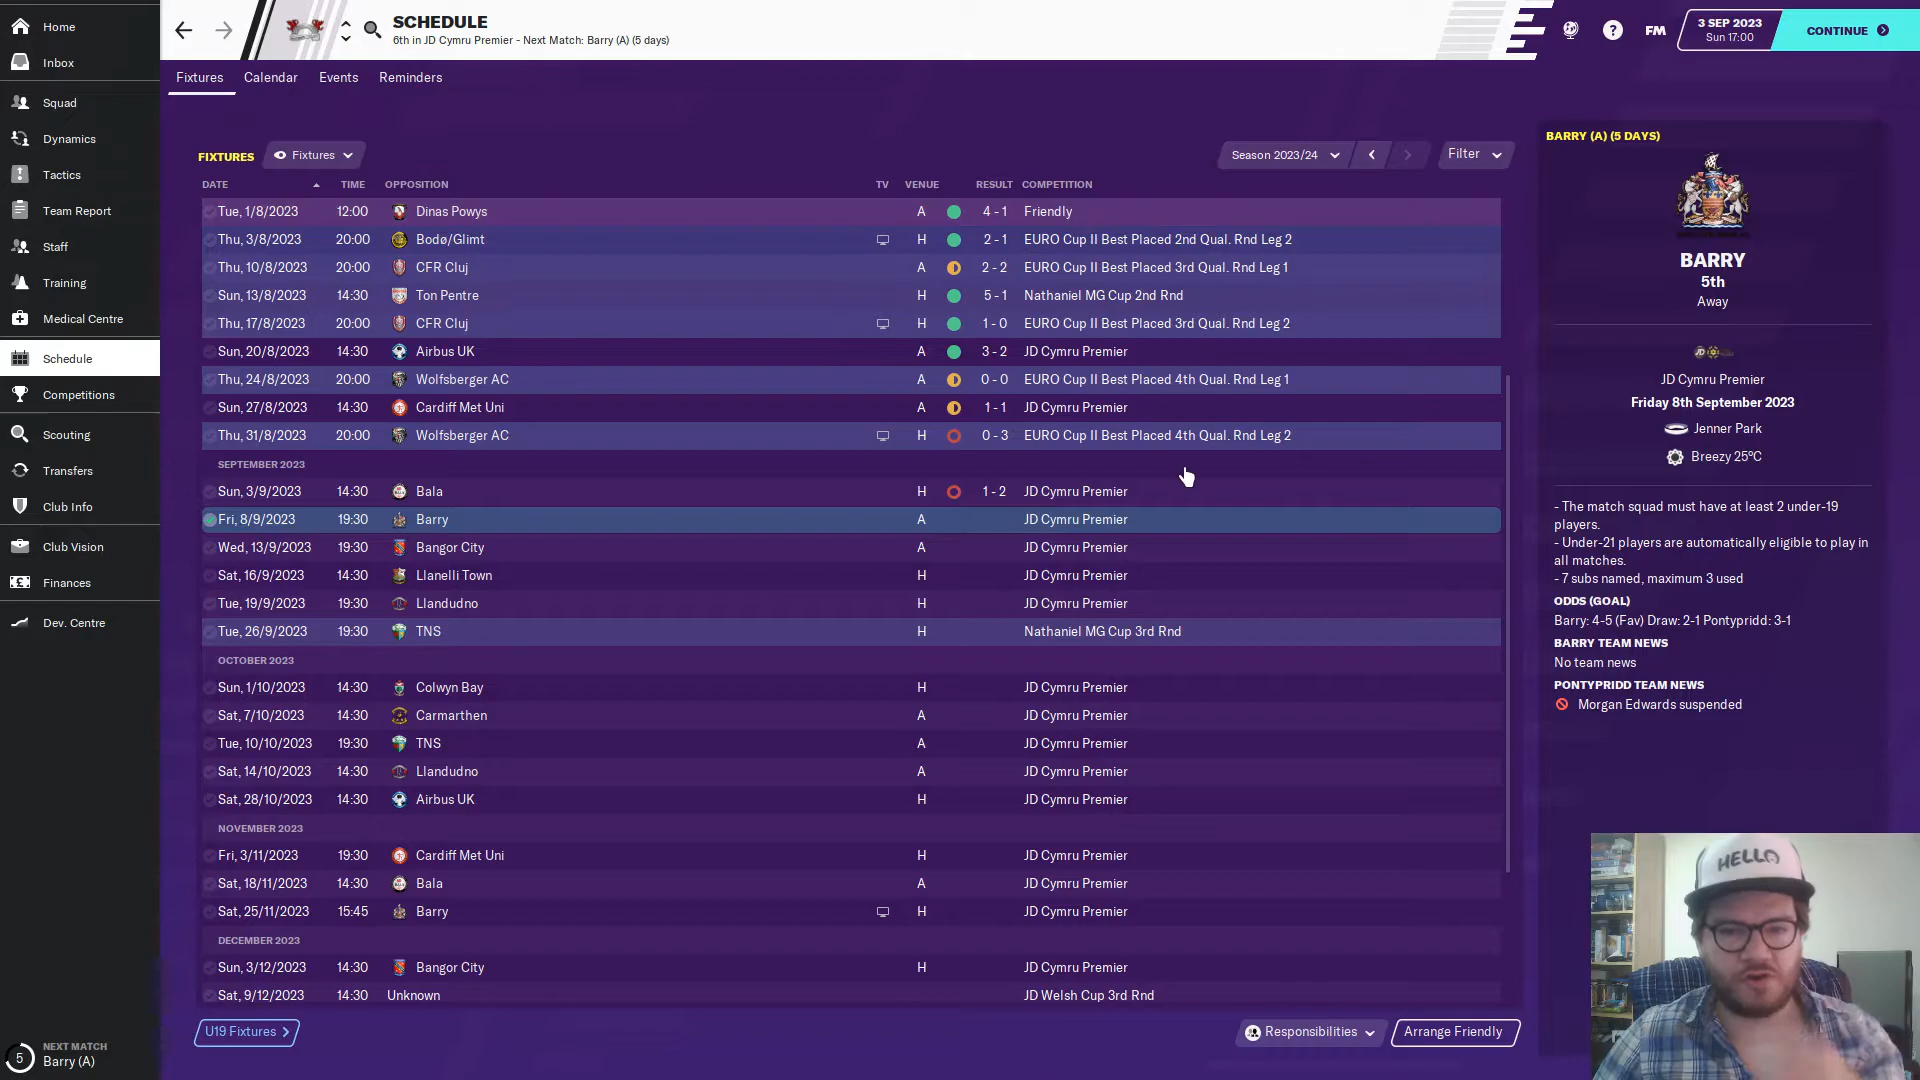 Home
Inbox
Squad
Dynamics
Tactics
Team Report
Staff
Training
Medical Centre
Schedule
Competitions
Scouting
Transfers
Club Info
Club Vision
Finances
Dev. Centre
5
NEXT MATCH
Barry (A)
SCHEDULE
6th in JD Cymru Premier - Next Match: Barry (A) (5 days)
FM
3 SEP 2023
Sun 17:00
CONTINUE
Fixtures Calendar Events Reminders
FIXTURES Fixtures Season 2023/24 Filter
DATE TIME OPPOSITION TV VENUE RESULT COMPETITION
Tue, 1/8/2023 12:00 Dinas Powys A 4 - 1 Friendly
Thu, 3/8/2023 20:00 Bodø/Glimt H 2 - 1 EURO Cup II Best Placed 2nd Qual. Rnd Leg 2
Thu, 10/8/2023 20:00 CFR Cluj A 2 - 2 EURO Cup II Best Placed 3rd Qual. Rnd Leg 1
Sun, 13/8/2023 14:30 Ton Pentre H 5 - 1 Nathaniel MG Cup 2nd Rnd
Thu, 17/8/2023 20:00 CFR Cluj H 1 - 0 EURO Cup II Best Placed 3rd Qual. Rnd Leg 2
Sun, 20/8/2023 14:30 Airbus UK A 3 - 2 JD Cymru Premier
Thu, 24/8/2023 20:00 Wolfsberger AC A 0 - 0 EURO Cup II Best Placed 4th Qual. Rnd Leg 1
Sun, 27/8/2023 14:30 Cardiff Met Uni A 1 - 1 JD Cymru Premier
Thu, 31/8/2023 20:00 Wolfsberger AC H 0 - 3 EURO Cup II Best Placed 4th Qual. Rnd Leg 2
SEPTEMBER 2023
Sun, 3/9/2023 14:30 Bala H 1 - 2 JD Cymru Premier
Fri, 8/9/2023 19:30 Barry A JD Cymru Premier
Wed, 13/9/2023 19:30 Bangor City A JD Cymru Premier
Sat, 16/9/2023 14:30 Llanelli Town H JD Cymru Premier
Tue, 19/9/2023 19:30 Llandudno H JD Cymru Premier
Tue, 26/9/2023 19:30 TNS H Nathaniel MG Cup 3rd Rnd
OCTOBER 2023
Sun, 1/10/2023 14:30 Colwyn Bay H JD Cymru Premier
Sat, 7/10/2023 14:30 Carmarthen A JD Cymru Premier
Tue, 10/10/2023 19:30 TNS A JD Cymru Premier
Sat, 14/10/2023 14:30 Llandudno A JD Cymru Premier
Sat, 28/10/2023 14:30 Airbus UK H JD Cymru Premier
NOVEMBER 2023
Fri, 3/11/2023 19:30 Cardiff Met Uni H JD Cymru Premier
Sat, 18/11/2023 14:30 Bala A JD Cymru Premier
Sat, 25/11/2023 15:45 Barry H JD Cymru Premier
DECEMBER 2023
Sun, 3/12/2023 14:30 Bangor City H JD Cymru Premier
Sat, 9/12/2023 14:30 Unknown JD Welsh Cup 3rd Rnd
U19 Fixtures Responsibilities Arrange Friendly
BARRY (A) (5 DAYS)
BARRY
5th
Away
JD Cymru Premier
Friday 8th September 2023
Jenner Park
Breezy 25ºC
- The match squad must have at least 2 under-19
players.
- Under-21 players are automatically eligible to play in
all matches.
- 7 subs named, maximum 3 used
ODDS (GOAL)
Barry: 4-5 (Fav) Draw: 2-1 Pontypridd: 3-1
BARRY TEAM NEWS
No team news
PONTYPRIDD TEAM NEWS
Morgan Edwards suspended
HELLO